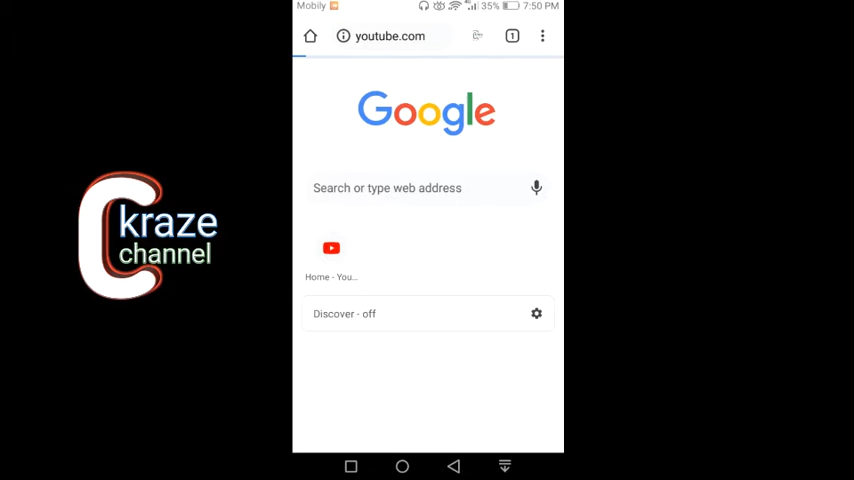 Mobily
35% 7:50 PM
youtube.com
1
Google
Search or type web address
Home - You...
Discover - off
C
kraze
channel